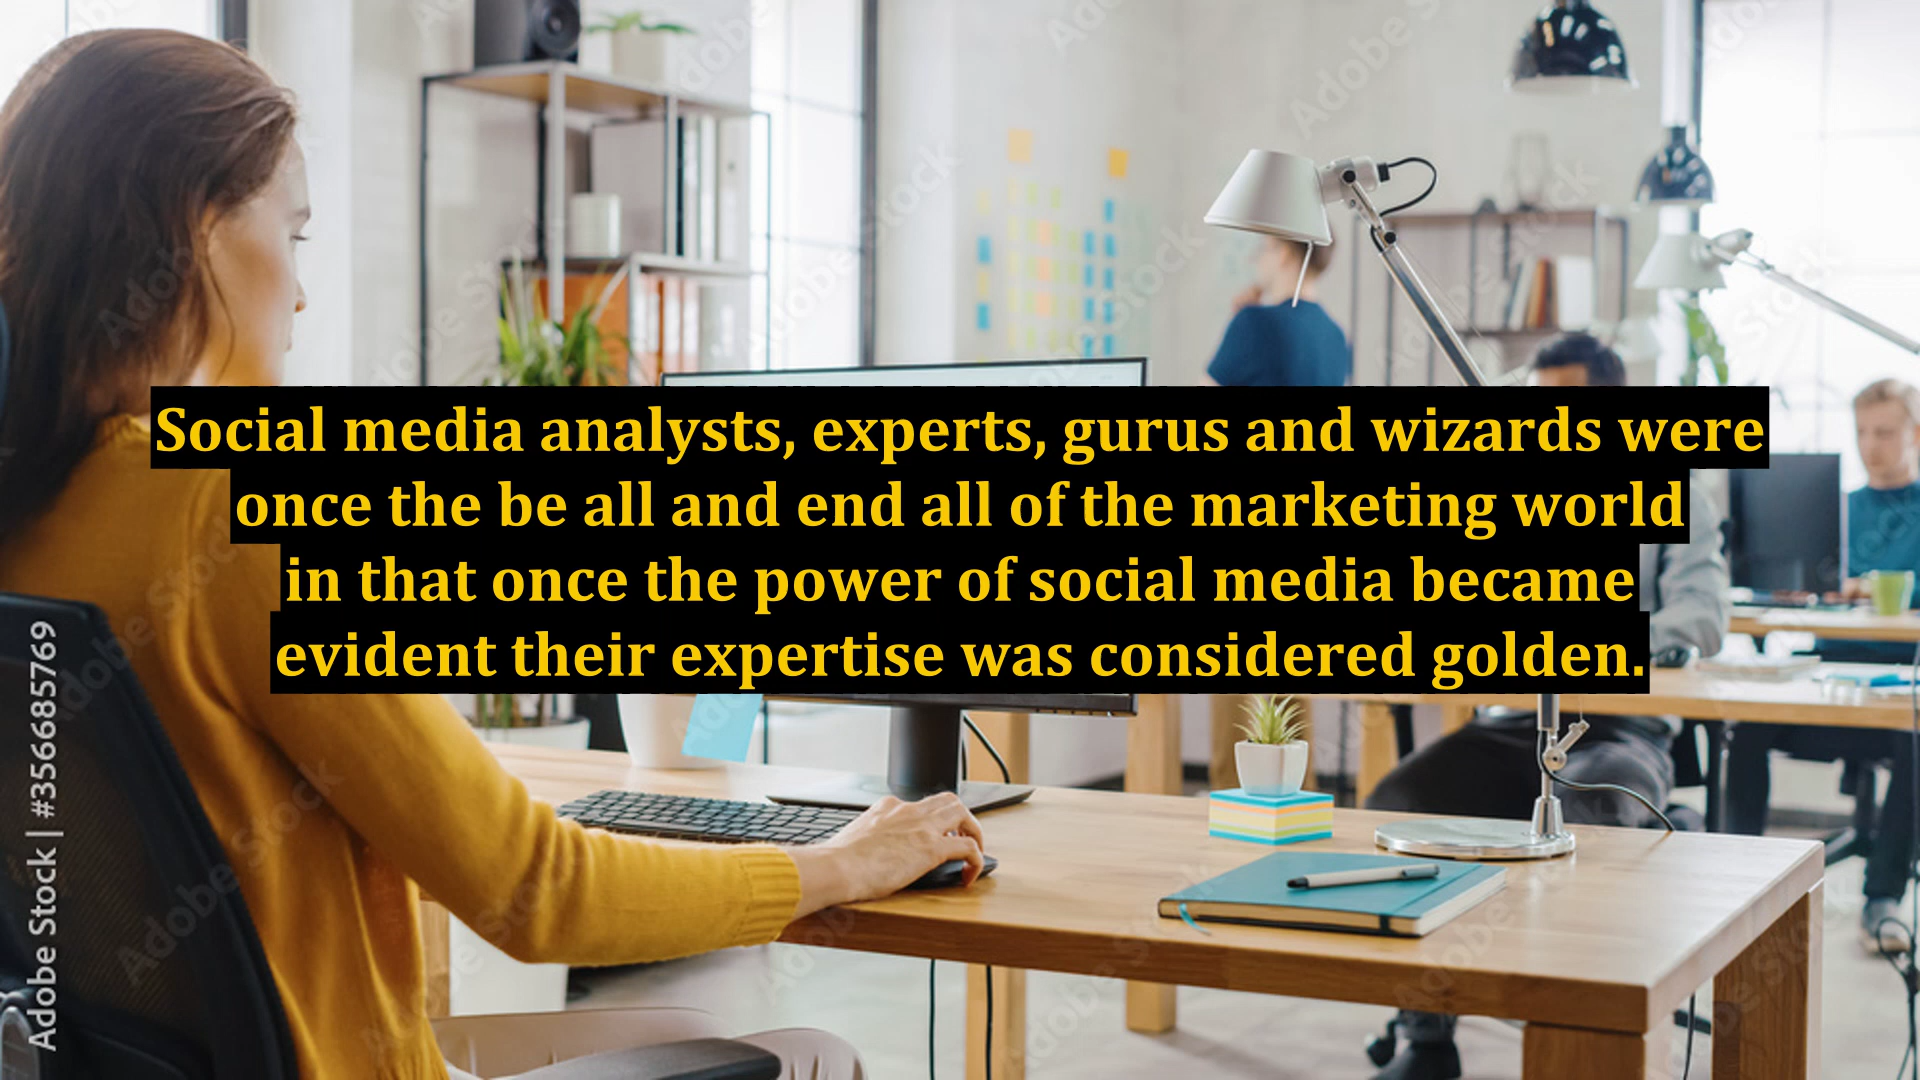 Social media analysts, experts, gurus and wizards were
once the be all and end all of the marketing world
in that once the power of social media became
evident their expertise was considered golden.
Adobe Stock | #356685769